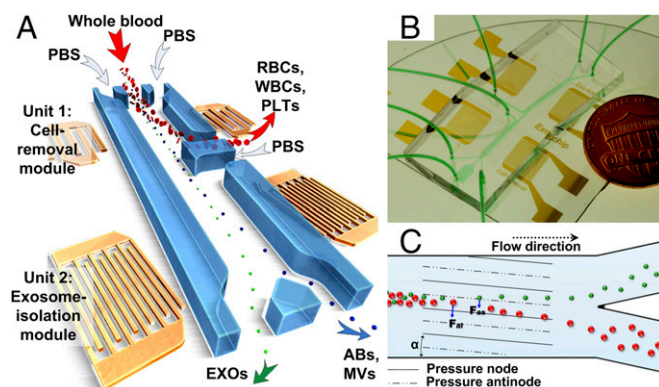 A
Whole blood
PBS
PBS
RBCs,
WBCs,
PLTs
Unit 1:
Cell-
removal
module
PBS
Unit 2:
Exosome-
isolation
module
EXOs
ABs,
MVs
B
C
Flow direction
Far
Faa
α
Pressure node
Pressure antinode